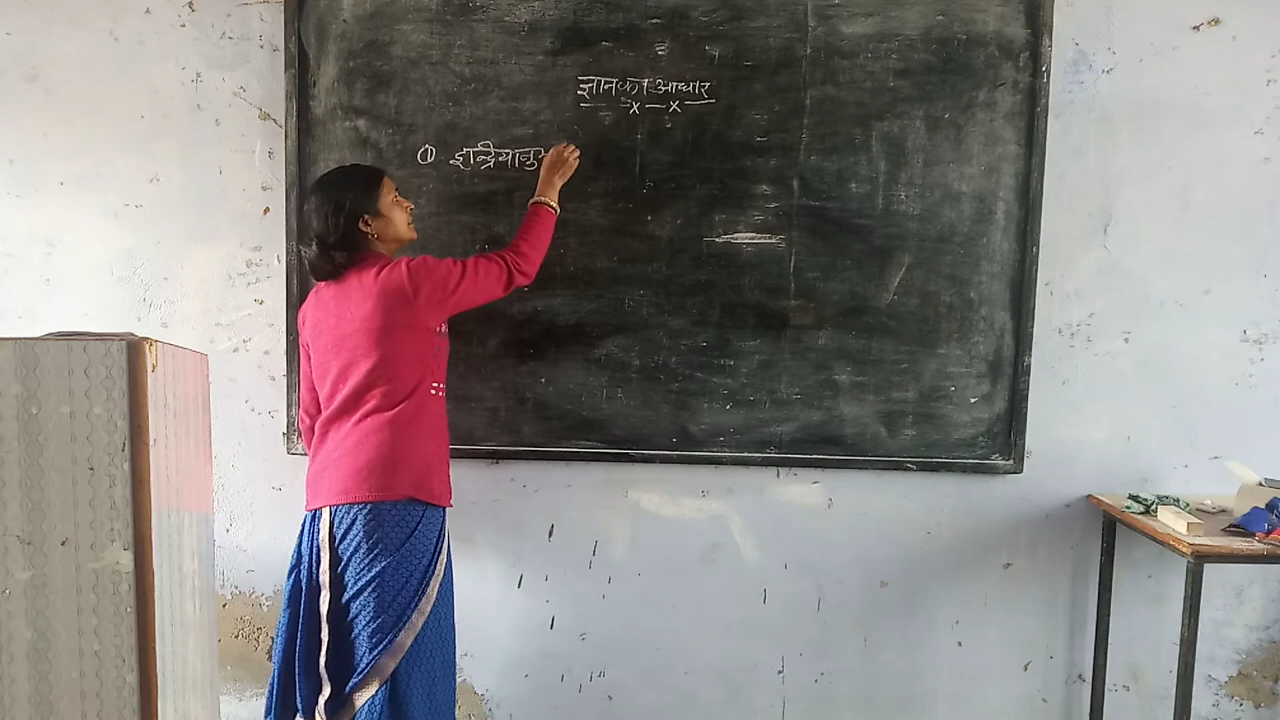 ज्ञान का आधार
① इन्द्रियानु